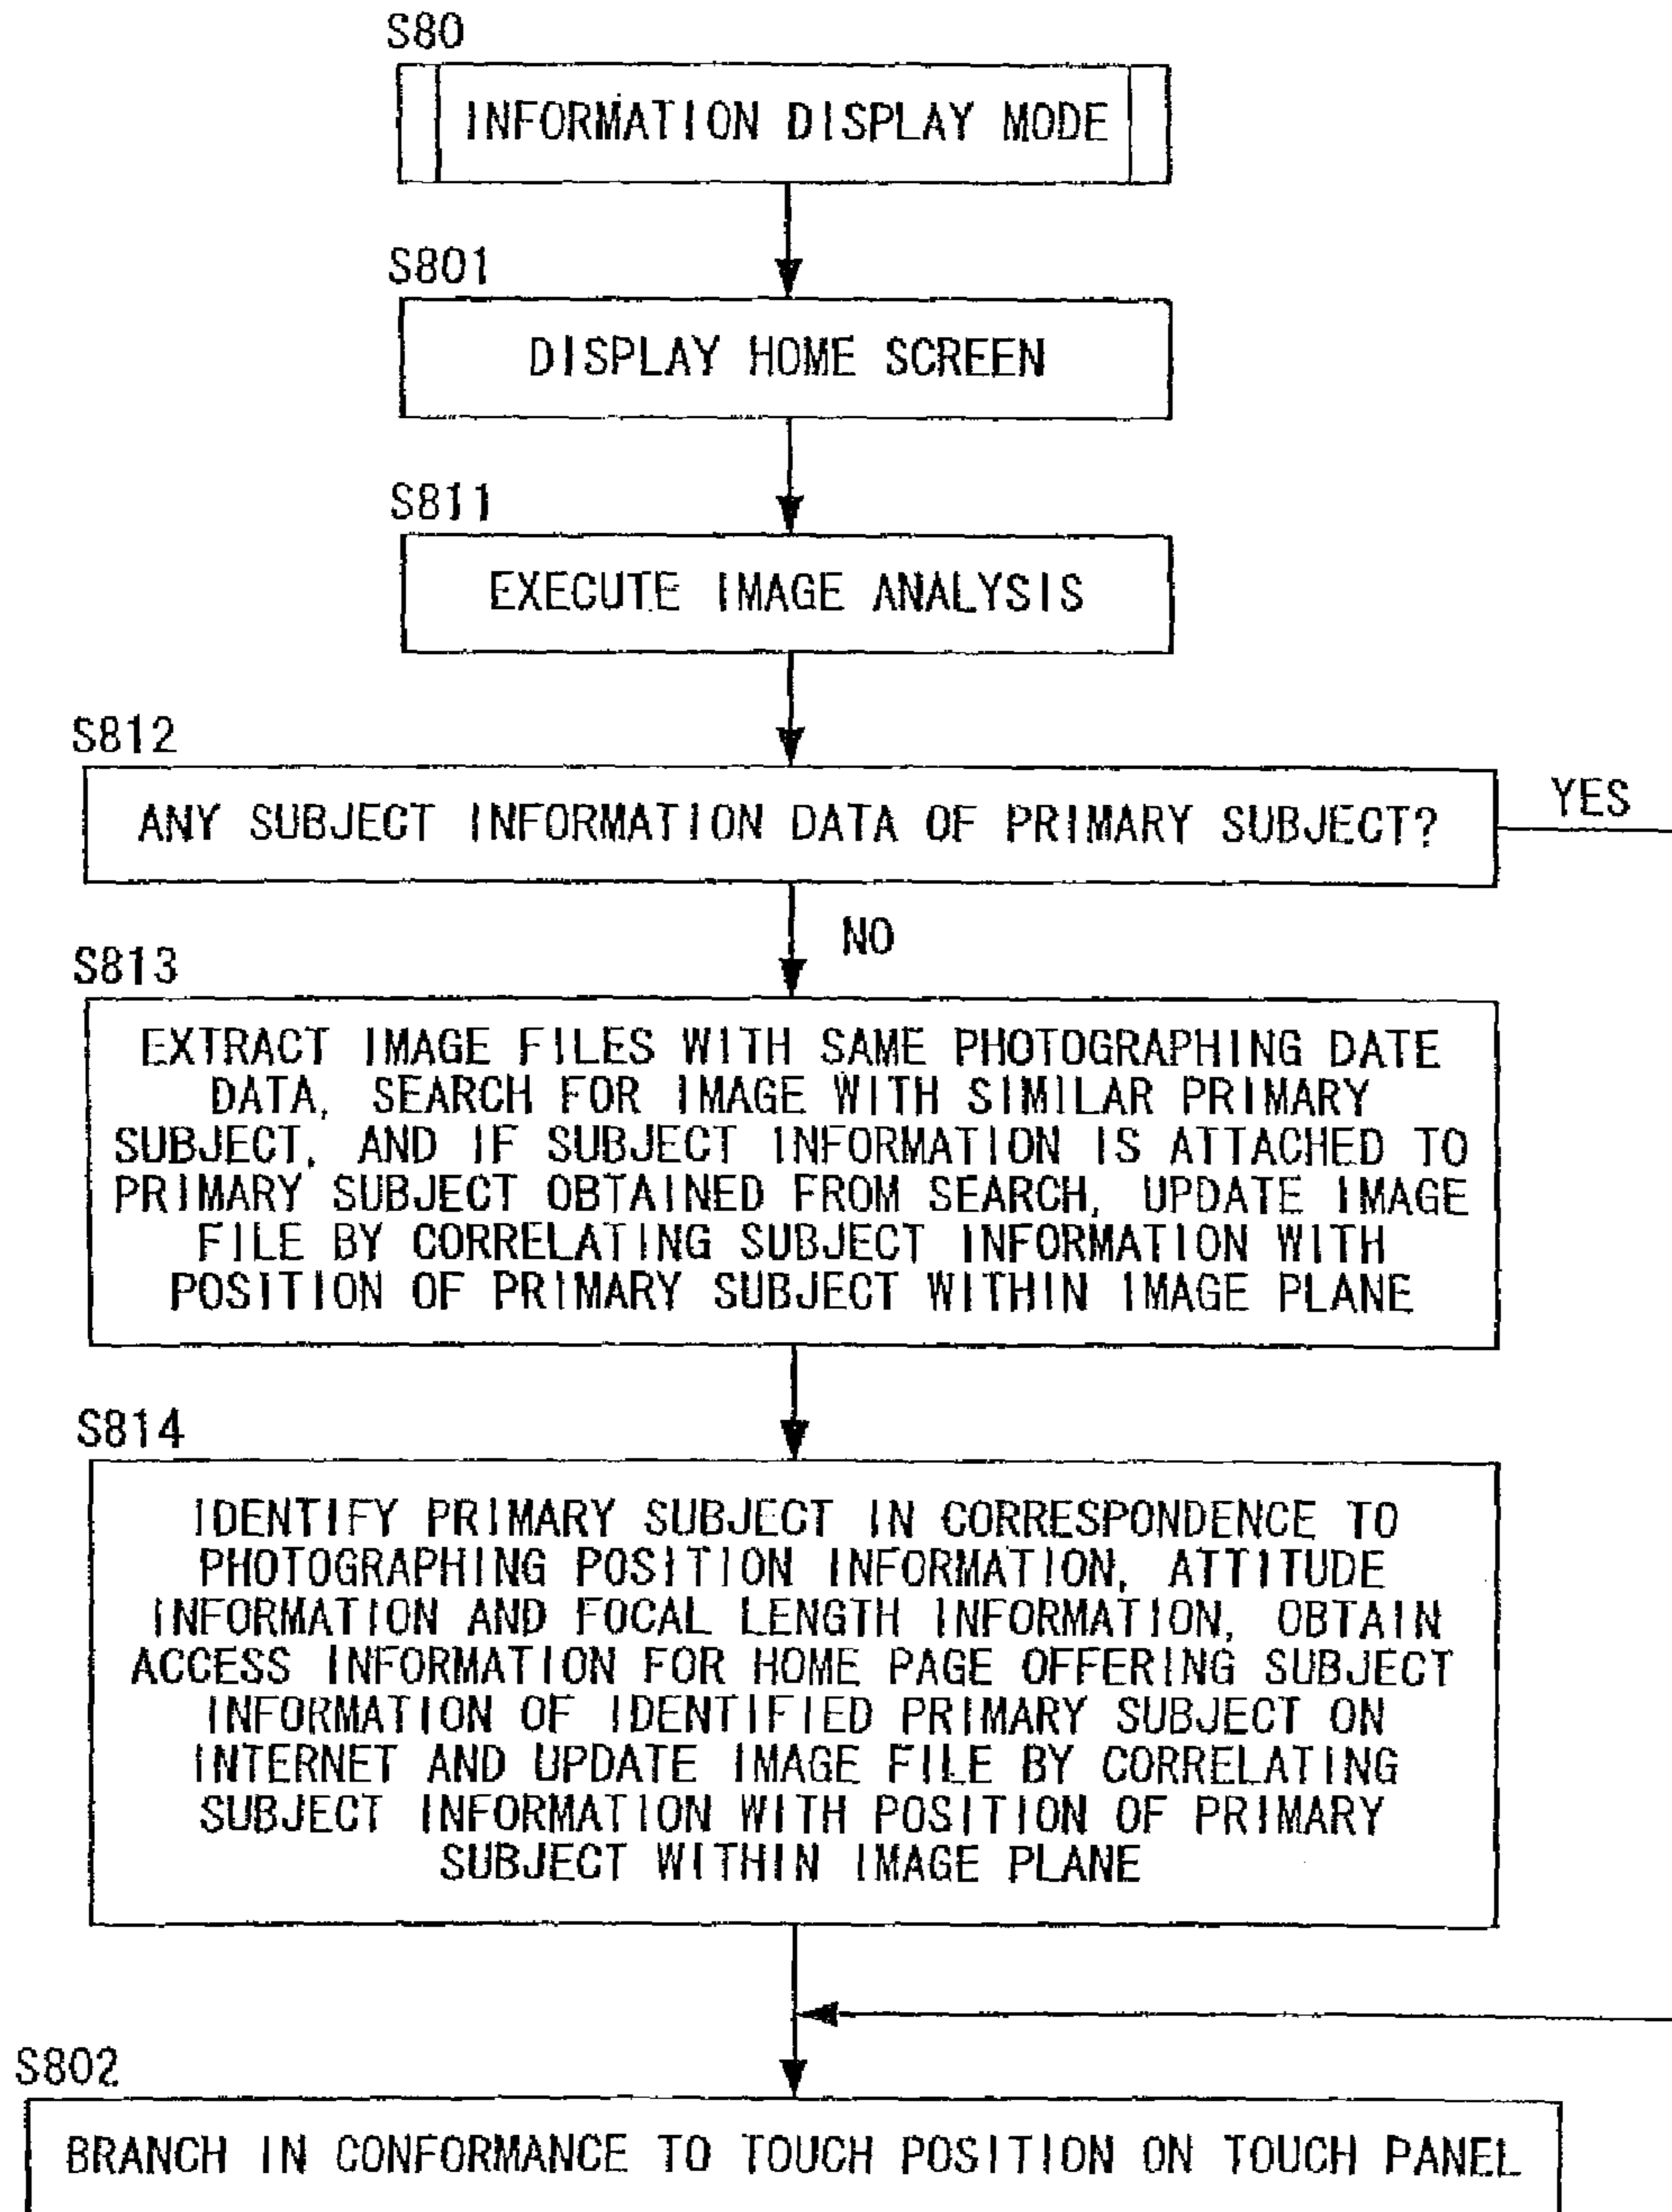 S80
INFORMATION DISPLAY MODE
S801
DISPLAY HOME SCREEN
S811
EXECUTE IMAGE ANALYSIS
S812
ANY SUBJECT INFORMATION DATA OF PRIMARY SUBJECT?
YES
NO
S813
EXTRACT IMAGE FILES WITH SAME PHOTOGRAPHING DATE
DATA, SEARCH FOR IMAGE WITH SIMILAR PRIMARY
SUBJECT, AND IF SUBJECT INFORMATION IS ATTACHED TO
PRIMARY SUBJECT OBTAINED FROM SEARCH, UPDATE IMAGE
FILE BY CORRELATING SUBJECT INFORMATION WITH
POSITION OF PRIMARY SUBJECT WITHIN IMAGE PLANE
S814
IDENTIFY PRIMARY SUBJECT IN CORRESPONDENCE TO
PHOTOGRAPHING POSITION INFORMATION, ATTITUDE
INFORMATION AND FOCAL LENGTH INFORMATION, OBTAIN
ACCESS INFORMATION FOR HOME PAGE OFFERING SUBJECT
INFORMATION OF IDENTIFIED PRIMARY SUBJECT ON
INTERNET AND UPDATE IMAGE FILE BY CORRELATING
SUBJECT INFORMATION WITH POSITION OF PRIMARY
SUBJECT WITHIN IMAGE PLANE
S802
BRANCH IN CONFORMANCE TO TOUCH POSITION ON TOUCH PANEL